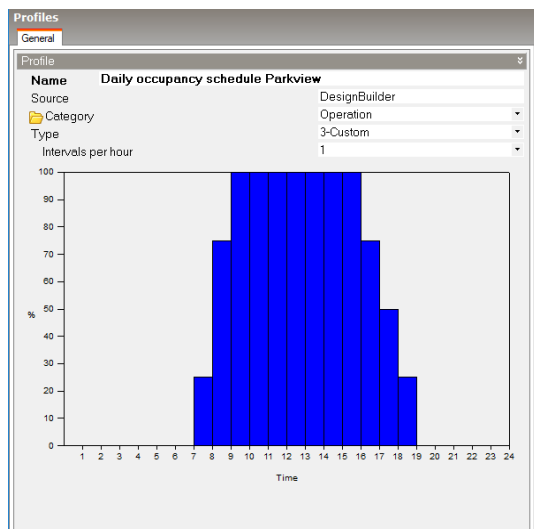 Profiles
General
Profile
Name Daily occupancy schedule Parkview
Source DesignBuilder
Category Operation
Type 3-Custom
Intervals per hour 1
100
90
80
70
60
% 50
40
30
20
10
0
1 2 3 4 5 6 7 8 9 10 11 12 13 14 15 16 17 18 19 20 21 22 23 24
Time